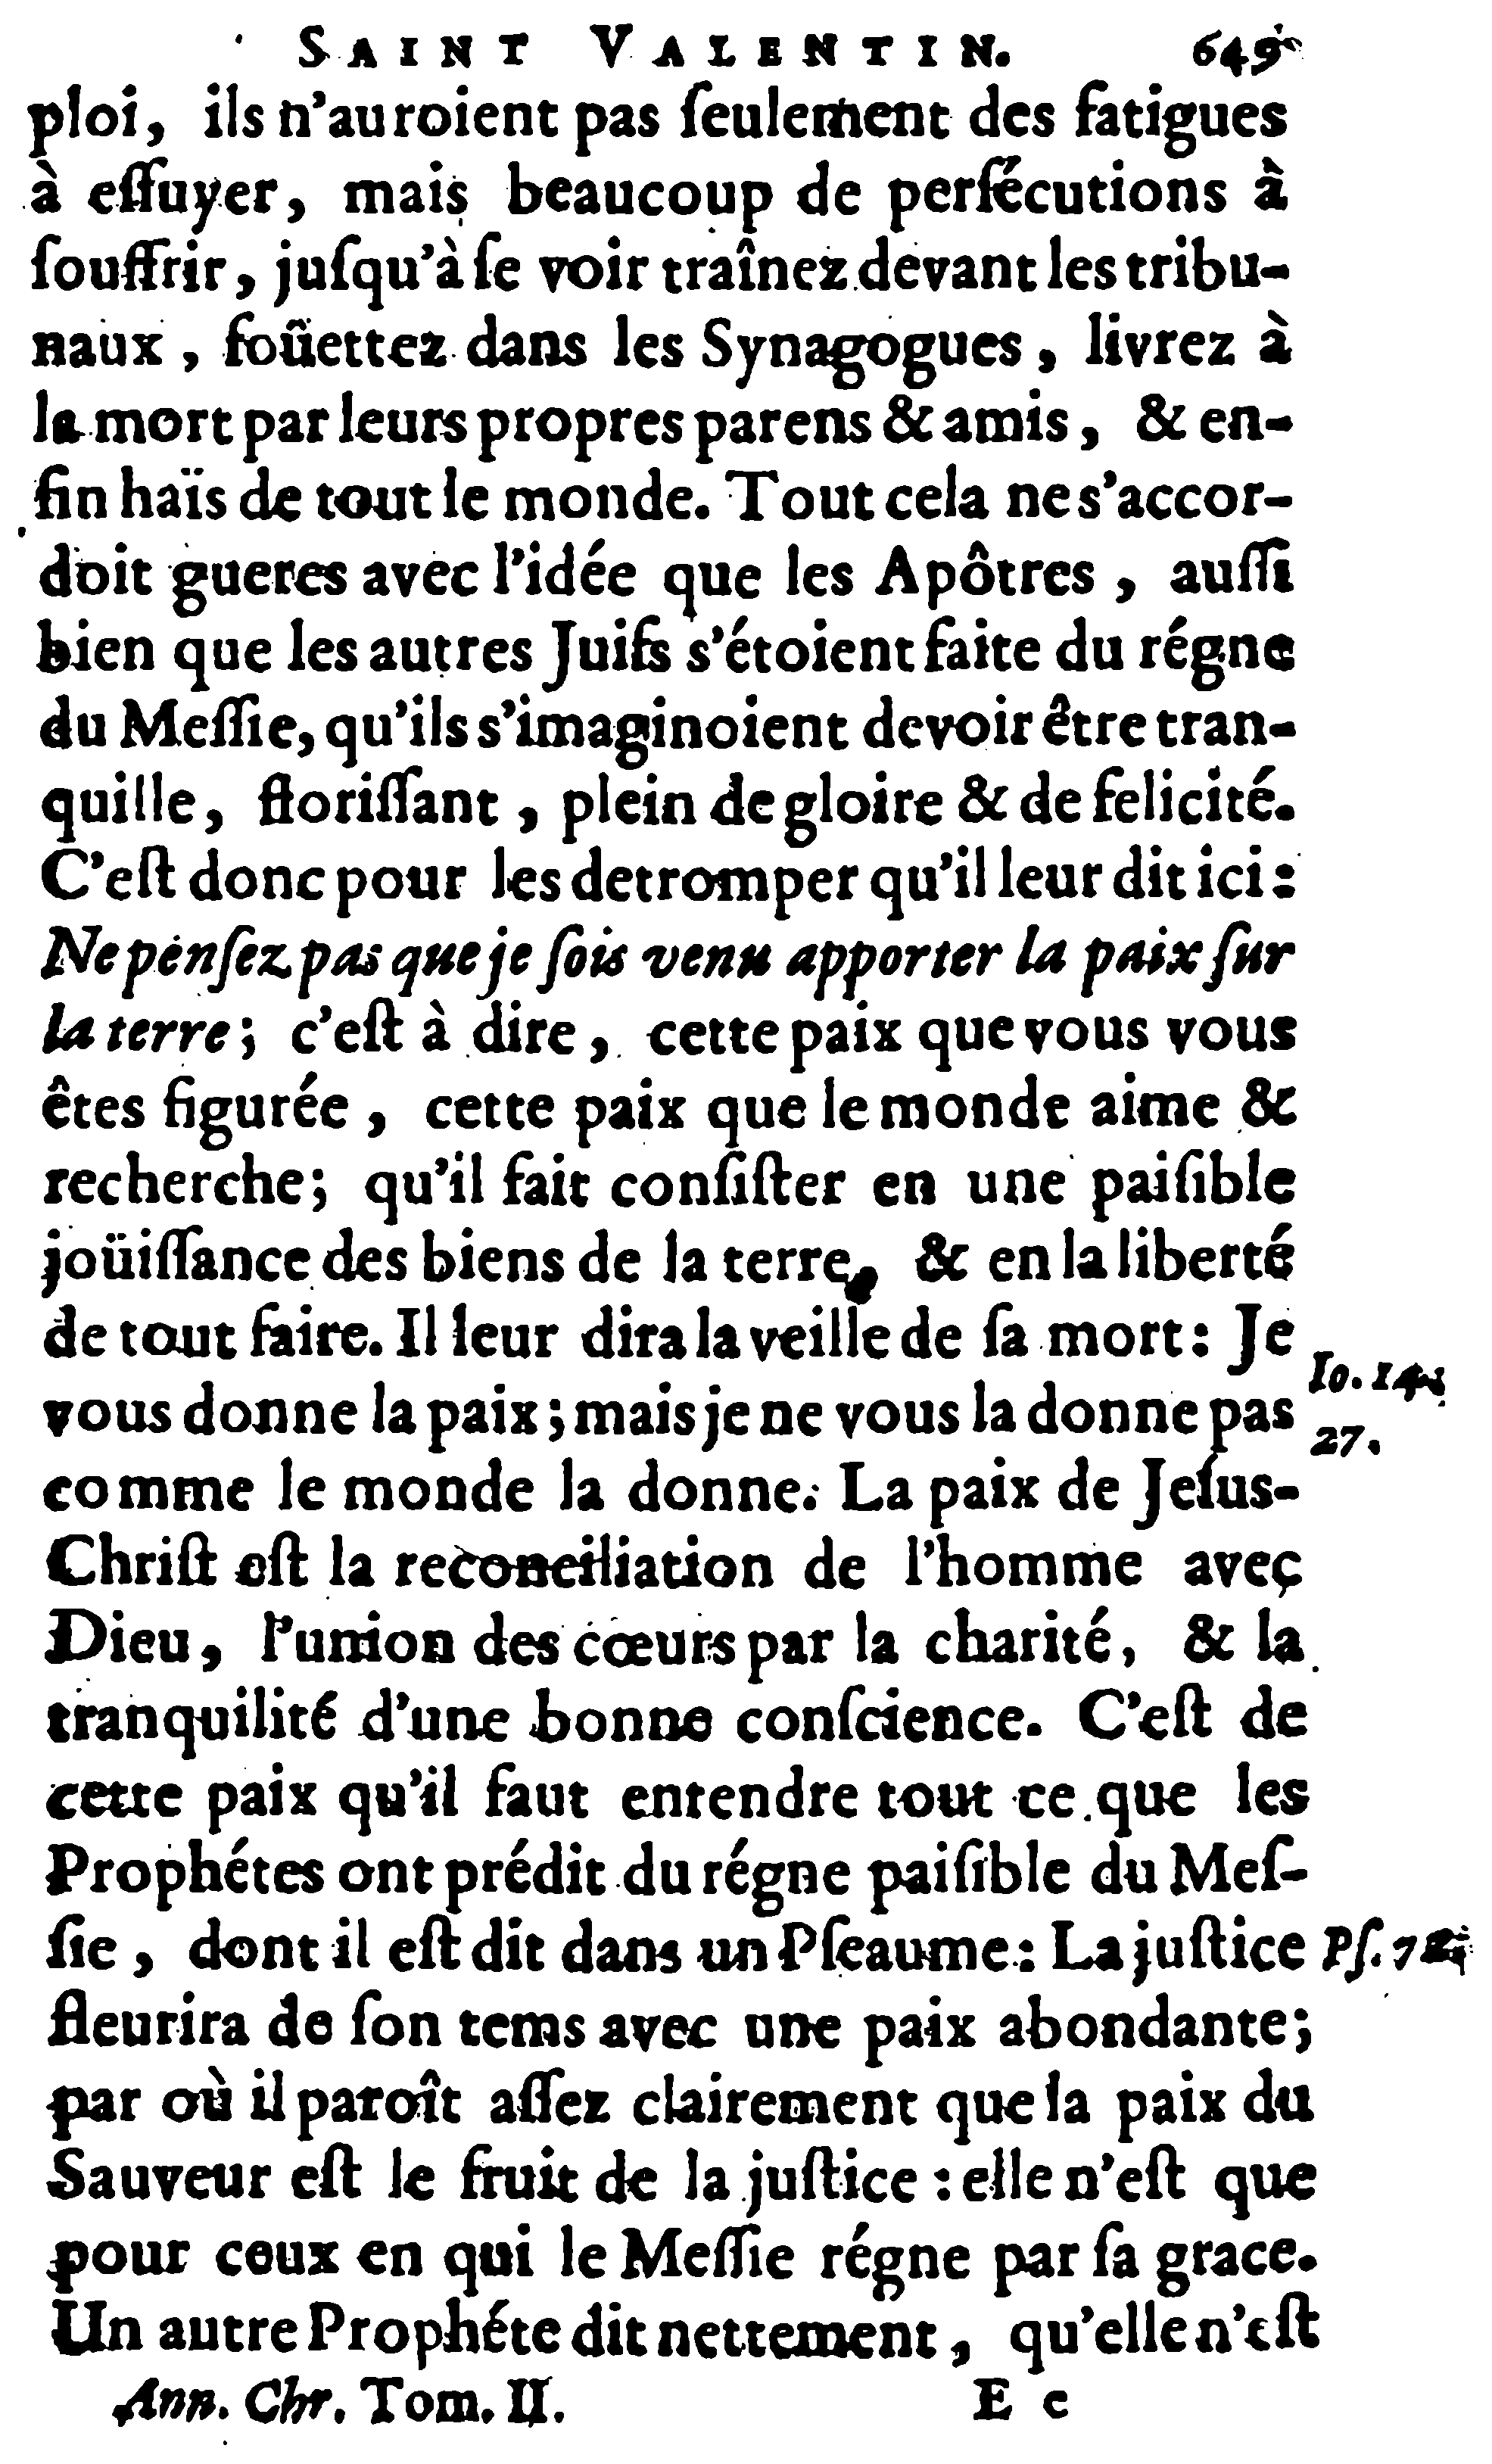 SAINT VALENTIN. 649
ploi, ils n'auroient pas ſeulement des fatigues
à eſſuyer, mais beaucoup de perſécutions à
ſouffrir, juſqu'à ſe voir traînez devant les tribu-
naux, foûettez dans les Synagogues, livrez à
la mort par leurs propres parens & amis, & en-
fin haïs de tout le monde. Tout cela ne s'accor-
doit gueres avec l'idée que les Apôtres, auſſi
bien que les autres Juifs s'étoient faite du régne
du Meſſie, qu'ils s'imaginoient devoir être tran-
quille, floriſſant, plein de gloire & de felicité.
C'eſt donc pour les detromper qu'il leur dit ici:
Ne penſez pas que je ſois venu apporter la paix ſur
la terre; c'eſt à dire, cette paix que vous vous
êtes figurée, cette paix que le monde aime &
recherche; qu'il fait conſiſter en une paiſible
joüiſſance des biens de la terre, & en la liberté
de tout faire. Il leur dira la veille de ſa mort: Je
vous donne la paix; mais je ne vous la donne pas
Io. 14.
27.
comme le monde la donne. La paix de Jeſus-
Chriſt eſt la reconciliation de l'homme avec
Dieu, l'union des cœurs par la charité, & la
tranquilité d'une bonne conſcience. C'eſt de
cette paix qu'il faut entendre tout ce que les
Prophétes ont prédit du régne paiſible du Meſ-
ſie, dont il eſt dit dans un Pſeaume: La juſtice
Pſ.
fleurira de ſon tems avec une paix abondante;
par où il paroît aſſez clairement que la paix du
Sauveur eſt le fruit de la juſtice: elle n'eſt que
pour ceux en qui le Meſſie régne par ſa grace.
Un autre Prophéte dit nettement, qu'elle n'eſt
Ann. Chr. Tom. II. E e